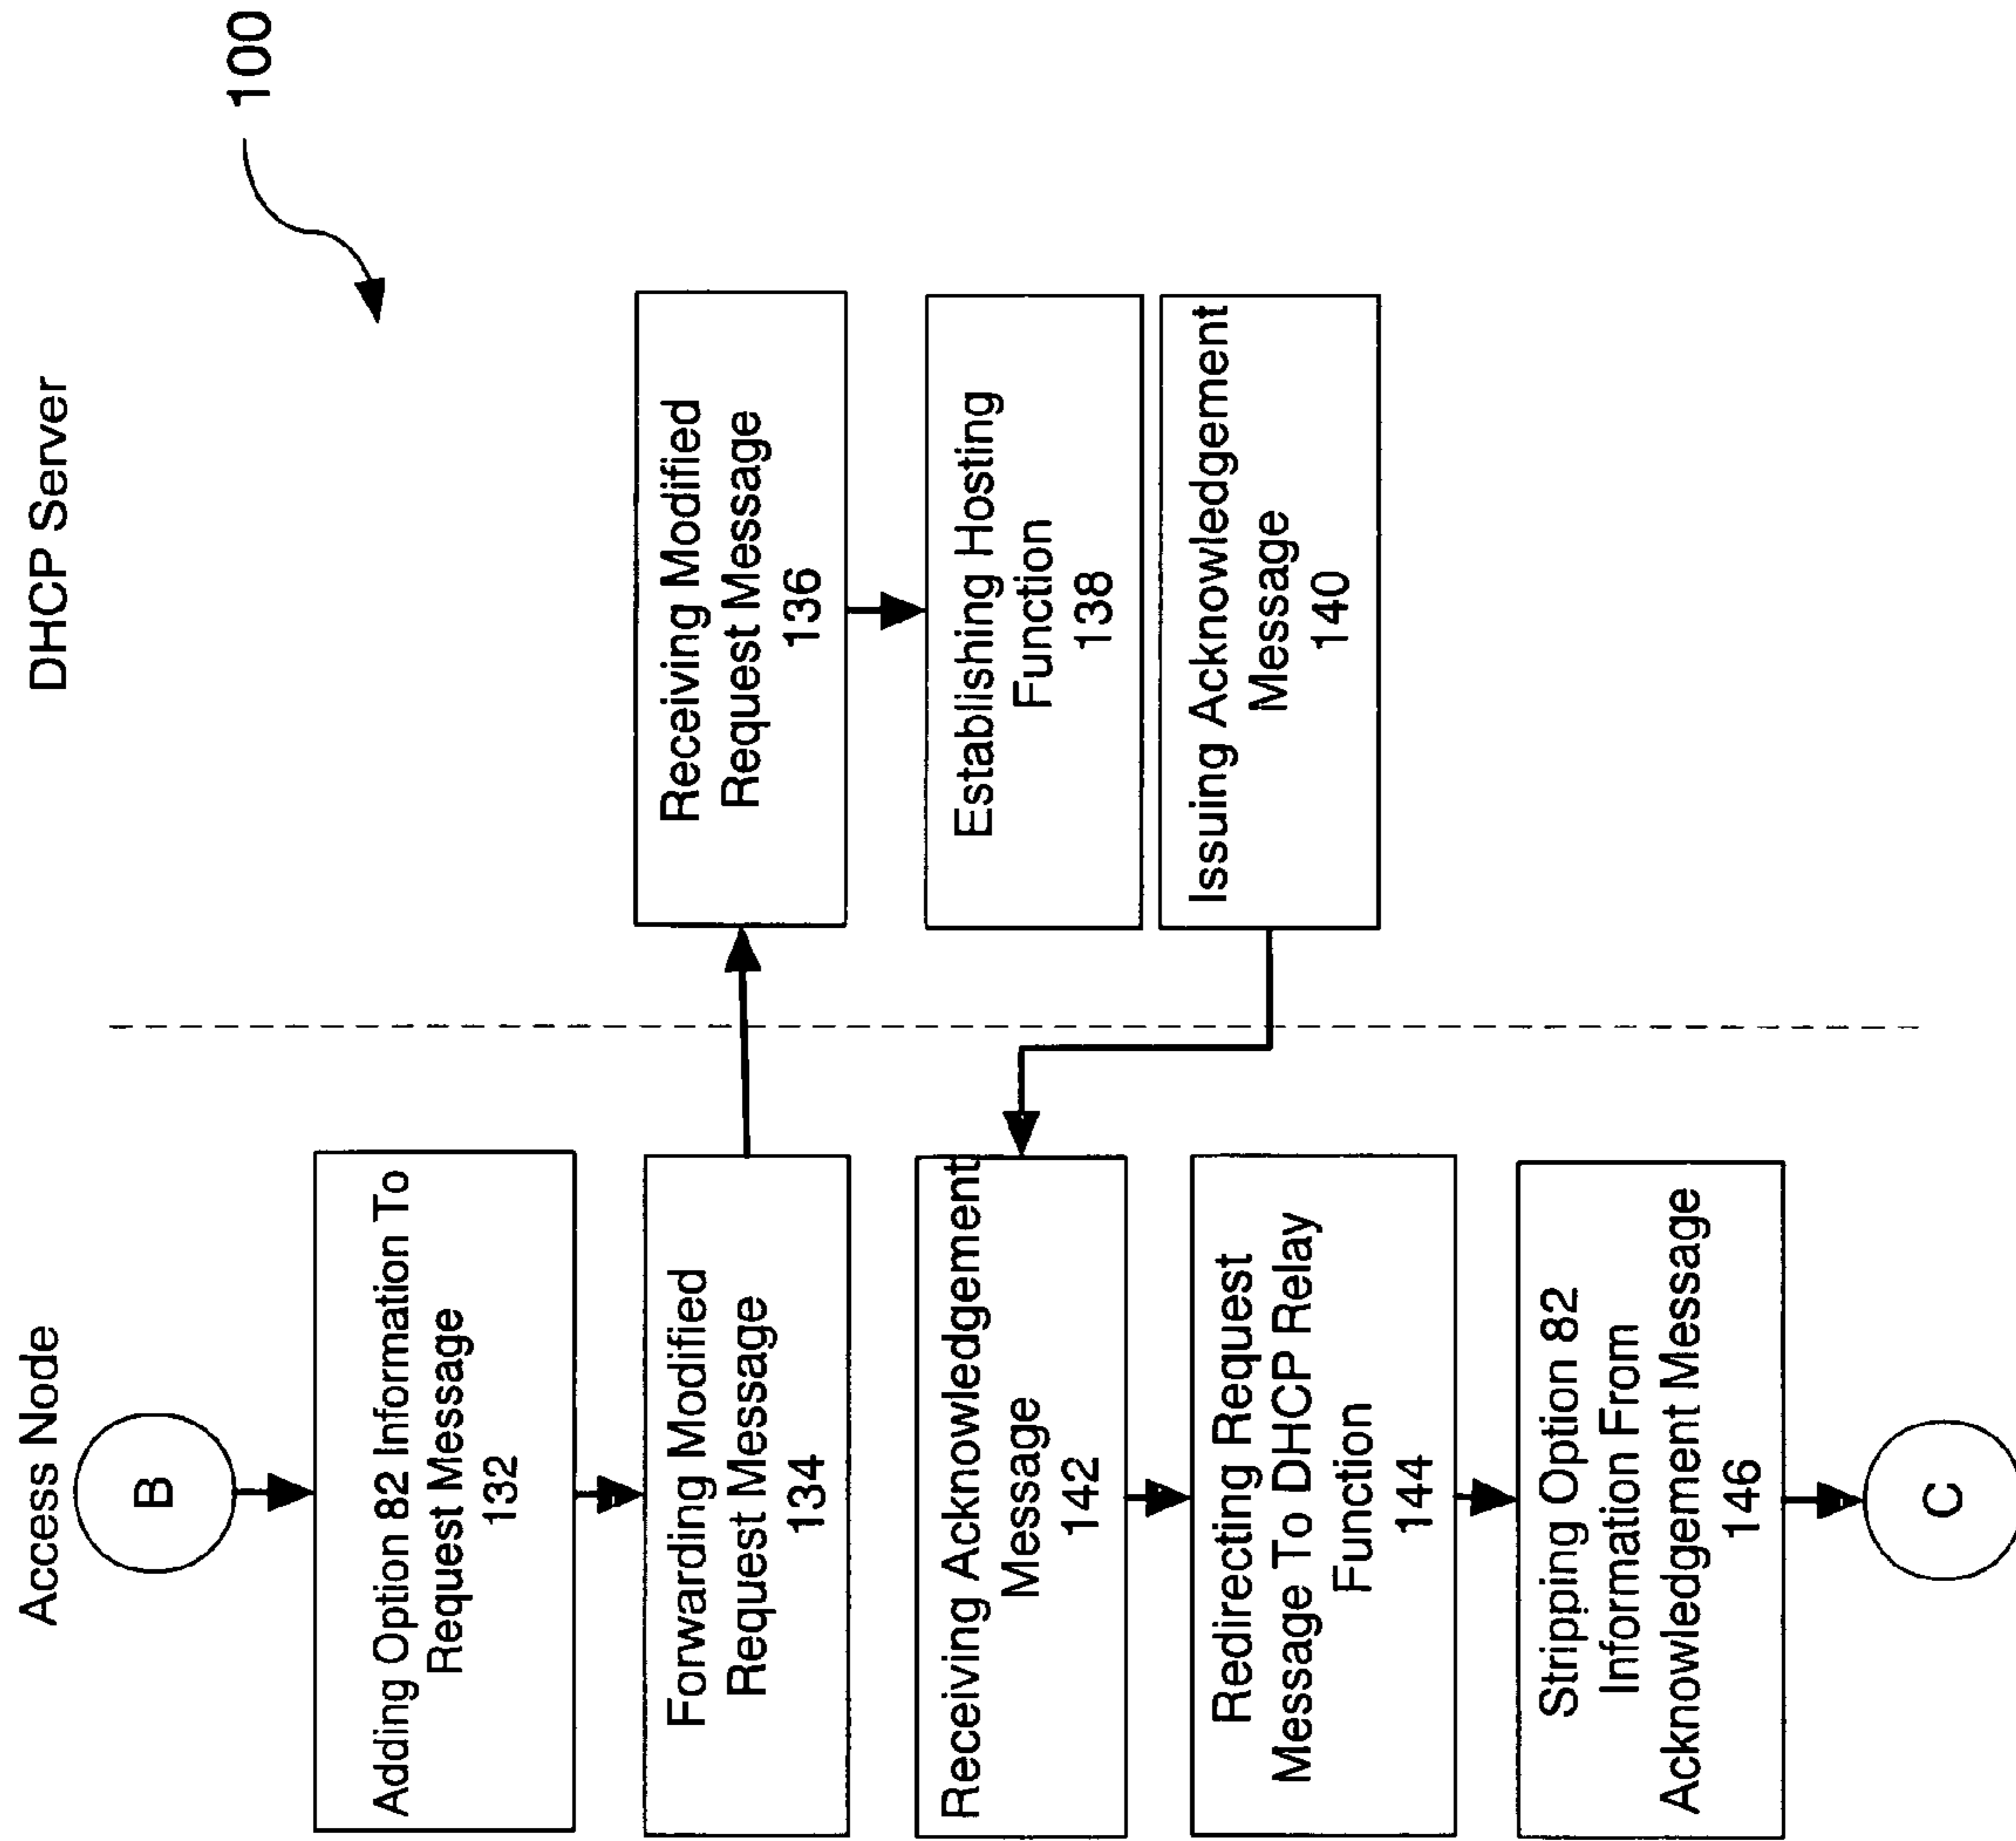 Access Node
DHCP Server
100
B
Adding Option 82 Information To
Request Message
132
Forwarding Modified
Request Message
134
Receiving Modified
Request Message
136
Establishing Hosting
Function
138
Issuing Acknowledgement
Message
140
Receiving Acknowledgement
Message
142
Redirecting Request
Message To DHCP Relay
Function
144
Stripping Option 82
Information From
Acknowledgement Message
146
C